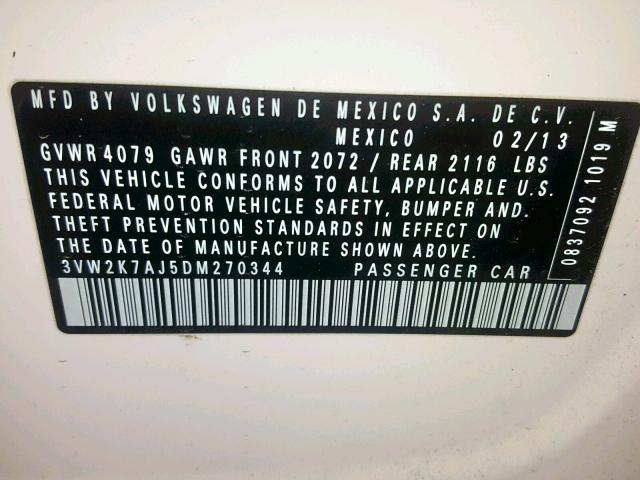 MFD BY VOLKSWAGEN DE MEXICO S.A. DE C.V.
MEXICO 02/13
GVWR 4079 GAWR FRONT 2072 / REAR 2116 LBS
THIS VEHICLE CONFORMS TO ALL APPLICABLE U.S.
FEDERAL MOTOR VEHICLE SAFETY, BUMPER AND.
THEFT PREVENTION STANDARDS IN EFFECT ON
THE DATE OF MANUFACTURE SHOWN ABOVE.
3VW2K7AJ5DM270344 PASSENGER CAR
0837092 1019 M